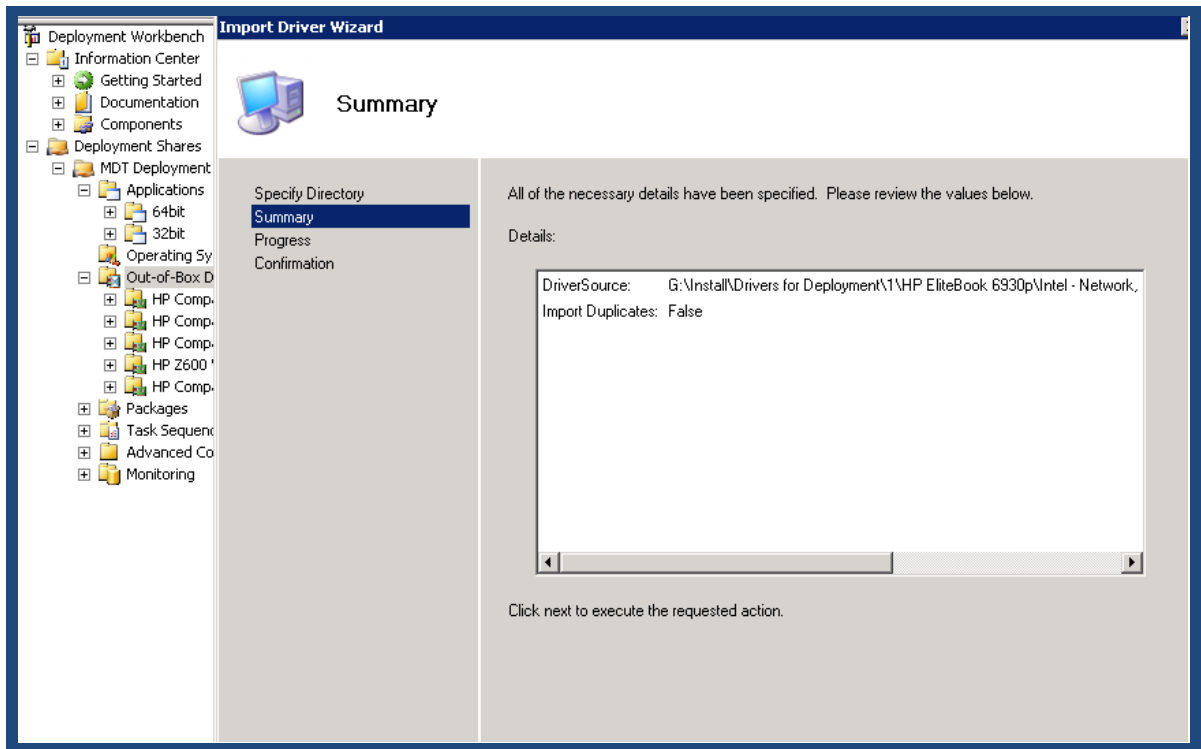 Deployment Workbench
Information Center
Getting Started
Documentation
Components
Deployment Shares
MDT Deployment
Applications
64bit
32bit
Operating Sy
Out-of-Box D
HP Comp
HP Comp
HP Comp
HP Z600
HP Comp
Packages
Task Sequen
Advanced Co
Monitoring
Import Driver Wizard
Summary
Specify Directory
Summary
Progress
Confirmation
All of the necessary details have been specified. Please review the values below.
Details:
DriverSource: G:\Install\Drivers for Deployment\1\HP EliteBook 6930p\Intel - Network,
Import Duplicates: False
Click next to execute the requested action.